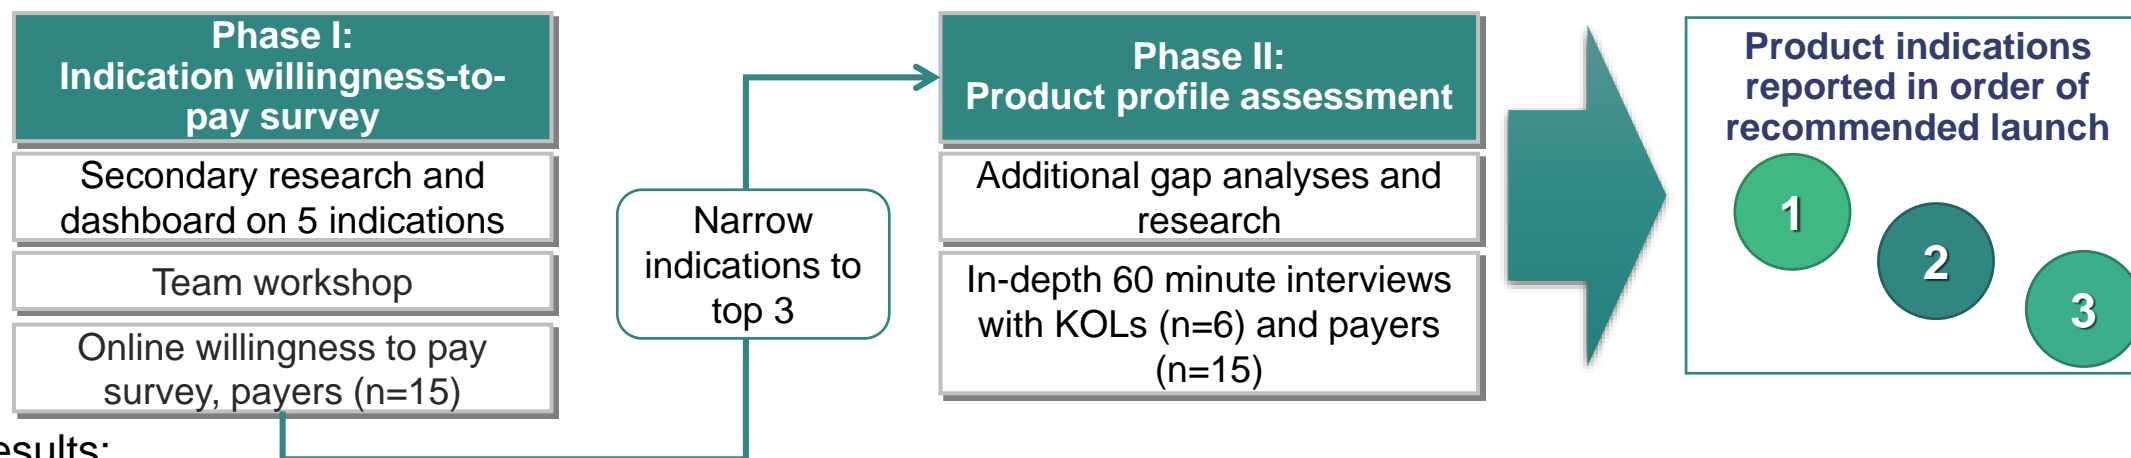 Phase I:
Indication willingness-to-
pay survey
Secondary research and
dashboard on 5 indications
Team workshop
Online willingness to pay
survey, payers (n=15)
Narrow
indications to
top 3
Phase II:
Product profile assessment
Additional gap analyses and
research
In-depth 60 minute interviews
with KOLs (n=6) and payers
(n=15)
Product indications
reported in order of
recommended launch
1
2
3